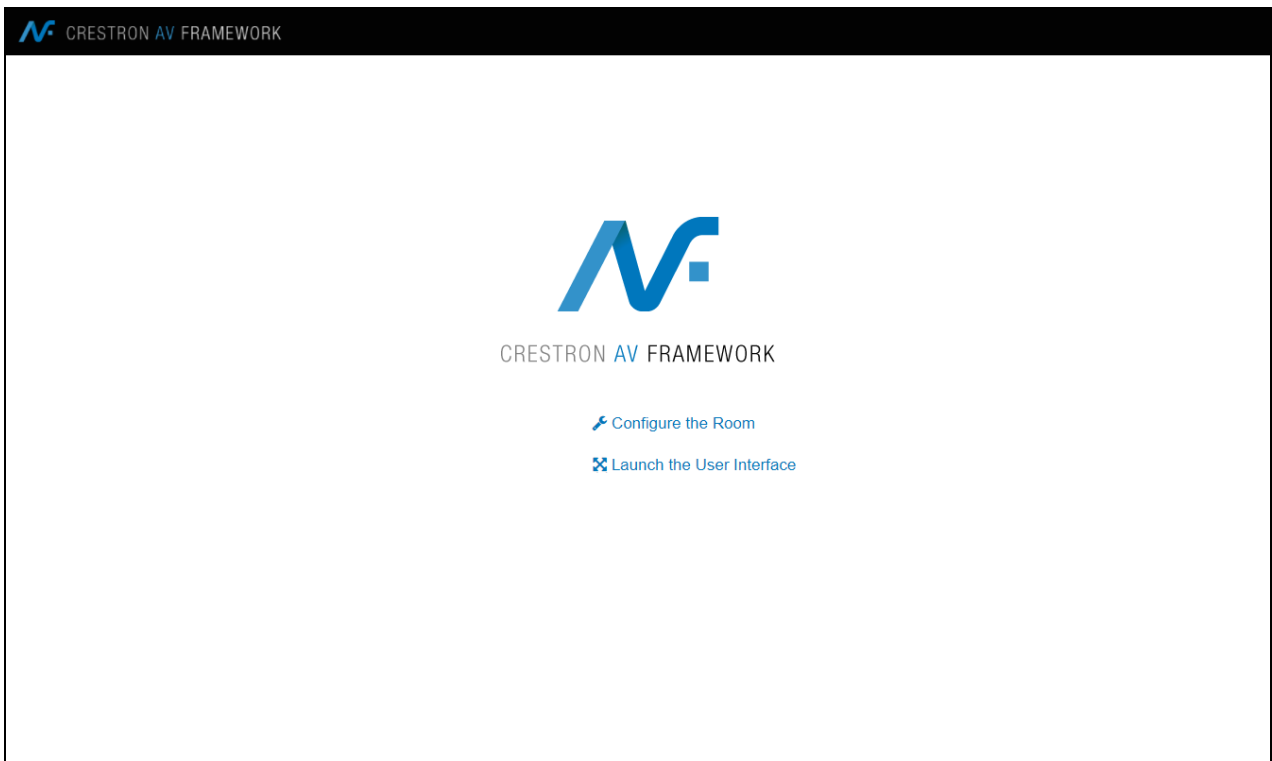 CRESTRON AV FRAMEWORK
CRESTRON AV FRAMEWORK
Configure the Room
Launch the User Interface